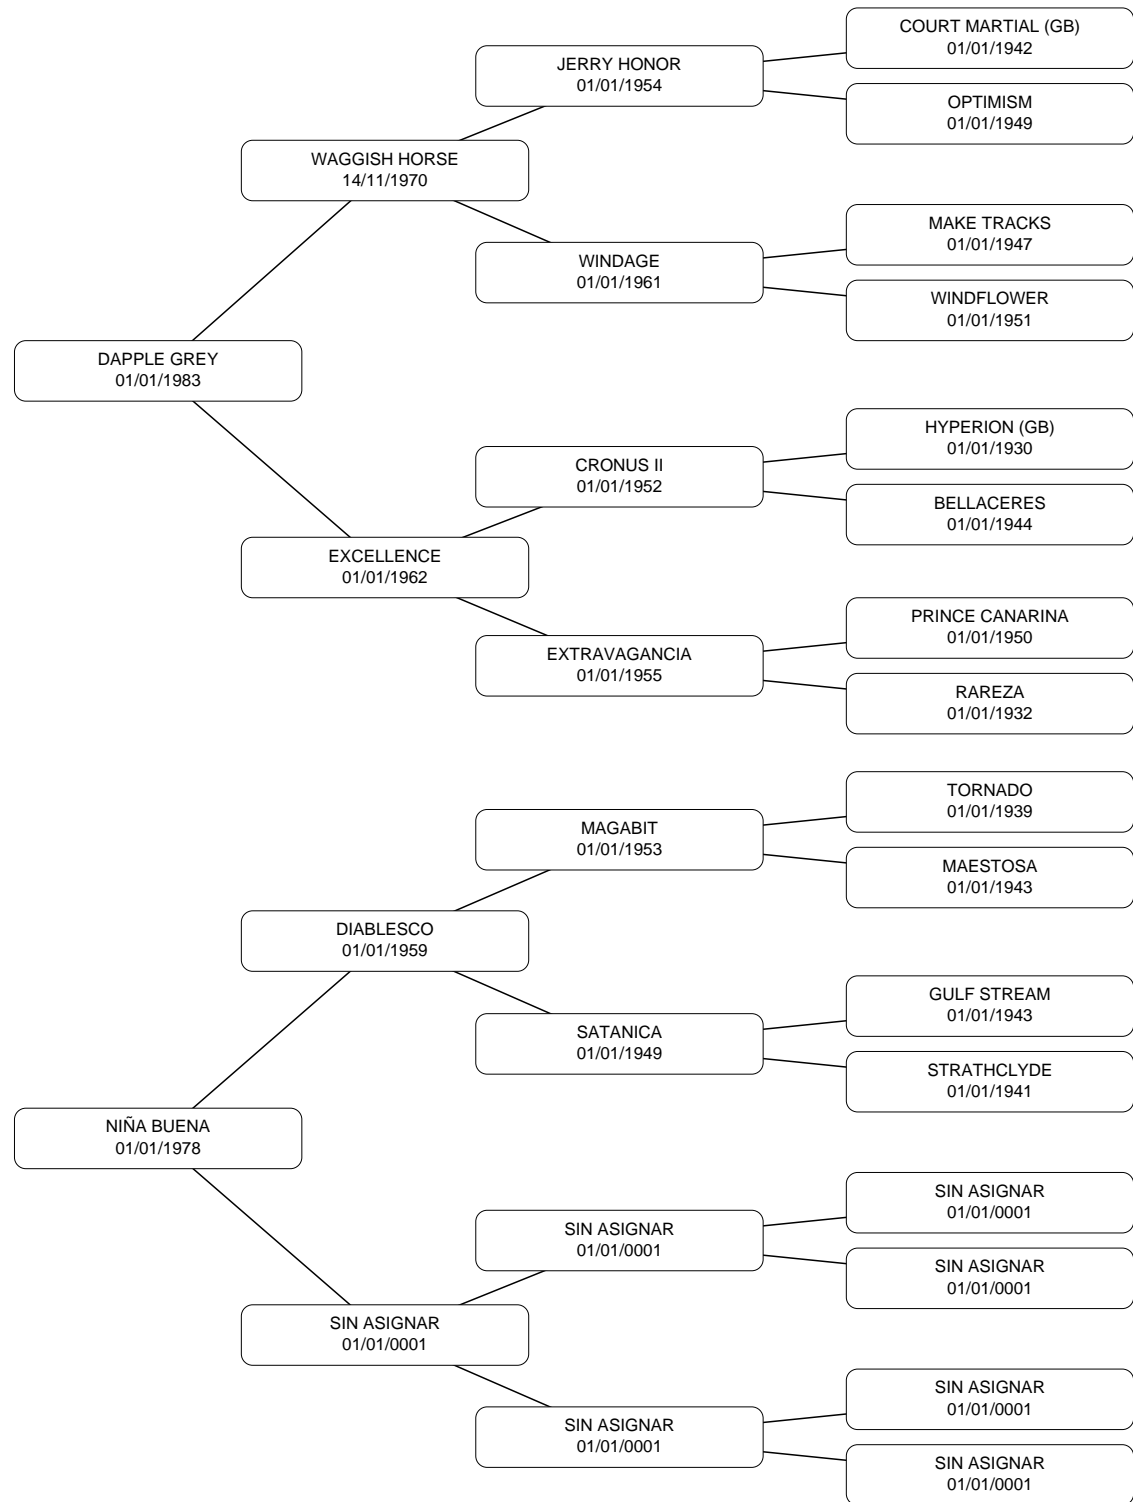 COURT MARTIAL (GB)
01/01/1942
JERRY HONOR
01/01/1954
OPTIMISM
01/01/1949
WAGGISH HORSE
14/11/1970
MAKE TRACKS
01/01/1947
WINDAGE
01/01/1961
WINDFLOWER
01/01/1951
DAPPLE GREY
01/01/1983
HYPERION (GB)
01/01/1930
CRONUS II
01/01/1952
BELLACERES
01/01/1944
EXCELLENCE
01/01/1962
PRINCE CANARINA
01/01/1950
EXTRAVAGANCIA
01/01/1955
RAREZA
01/01/1932
TORNADO
01/01/1939
MAGABIT
01/01/1953
MAESTOSA
01/01/1943
DIABLESCO
01/01/1959
GULF STREAM
01/01/1943
SATANICA
01/01/1949
STRATHCLYDE
01/01/1941
NIÑA BUENA
01/01/1978
SIN ASIGNAR
01/01/0001
SIN ASIGNAR
01/01/0001
SIN ASIGNAR
01/01/0001
SIN ASIGNAR
01/01/0001
SIN ASIGNAR
01/01/0001
SIN ASIGNAR
01/01/0001
SIN ASIGNAR
01/01/0001